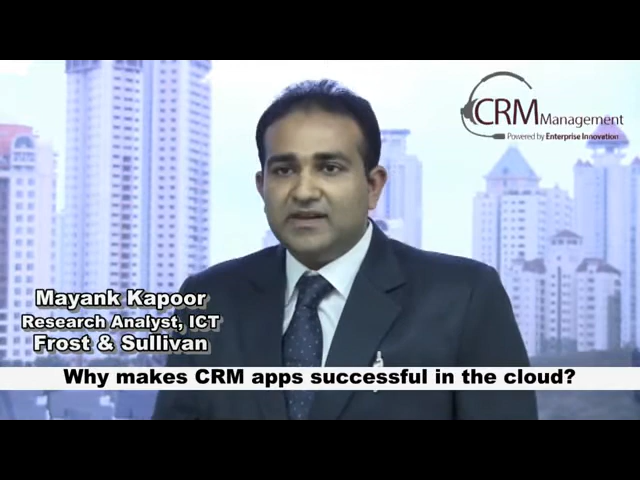 CRM Management
Powered by Enterprise Innovation
Mayank Kapoor
Research Analyst, ICT
Frost & Sullivan
Why makes CRM apps successful in the cloud?